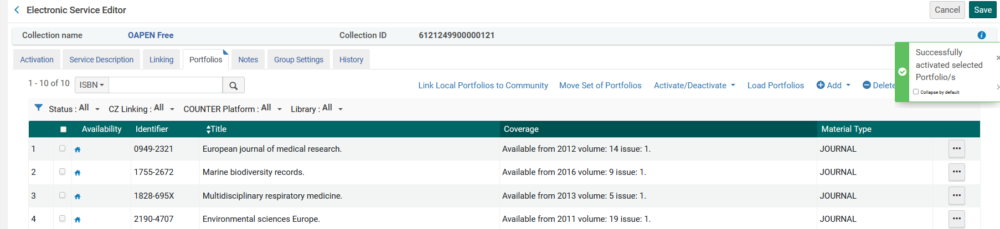 Electronic Service Editor
Cancel Save
Collection name OAPEN Free Collection ID 6121249900000121
Activation Service Description Linking Portfolios Notes Group Settings History
Successfully
activated selected
Portfolio/s
Collapse by default
1 - 10 of 10 ISBN Link Local Portfolios to Community Move Set of Portfolios Activate/Deactivate Load Portfolios Add Delete
Status : All CZ Linking : All COUNTER Platform : All Library : All
Availability Identifier Title Coverage Material Type
1 0949-2321 European journal of medical research. Available from 2012 volume: 14 issue: 1. JOURNAL
2 1755-2672 Marine biodiversity records. Available from 2016 volume: 9 issue: 1. JOURNAL
3 1828-695X Multidisciplinary respiratory medicine. Available from 2013 volume: 5 issue: 1. JOURNAL
4 2190-4707 Environmental sciences Europe. Available from 2011 volume: 19 issue: 1. JOURNAL